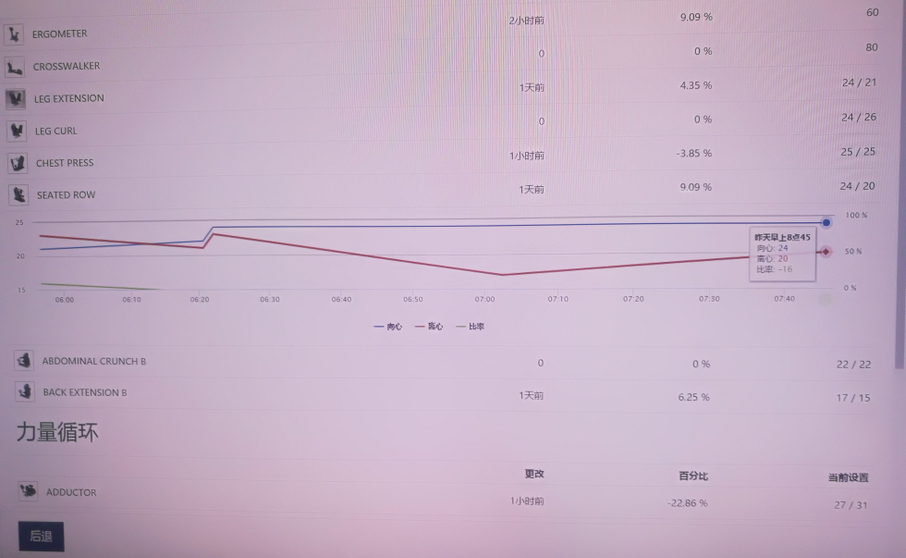 ERGOMETER 2小时前 9.09 % 60
CROSSWALKER 0 0 % 80
LEG EXTENSION 1天前 4.35 % 24 / 21
LEG CURL 0 0 % 24 / 26
CHEST PRESS 1小时前 -3.85 % 25 / 25
SEATED ROW 1天前 9.09 % 24 / 20
25 100 %
昨天早上8点45
向心: 24
20 离心: 20 50 %
比率: -16
15 0 %
06:00 06:10 06:20 06:30 06:40 06:50 07:00 07:10 07:20 07:30 07:40
向心 离心 比率
ABDOMINAL CRUNCH B 0 0 % 22 / 22
BACK EXTENSION B 1天前 6.25 % 17 / 15
力量循环
更改 百分比 当前设置
ADDUCTOR 1小时前 -22.86 % 27 / 31
后退